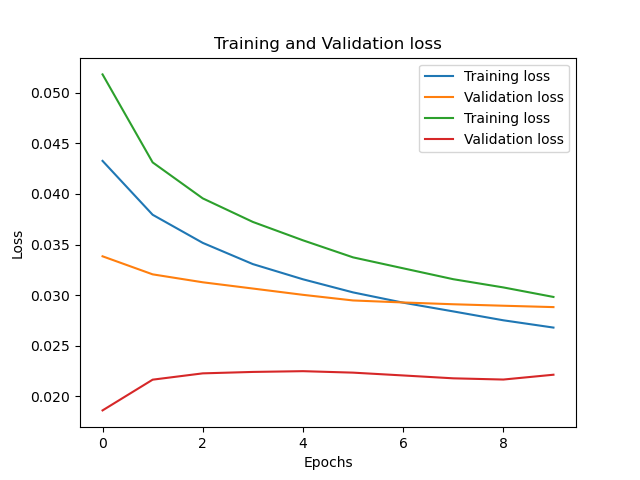 Training and Validation loss
Training loss
Validation loss
Training loss
Validation loss
0.050
0.045
0.040
0.035
0.030
0.025
0.020
Loss
0 2 4 6 8
Epochs